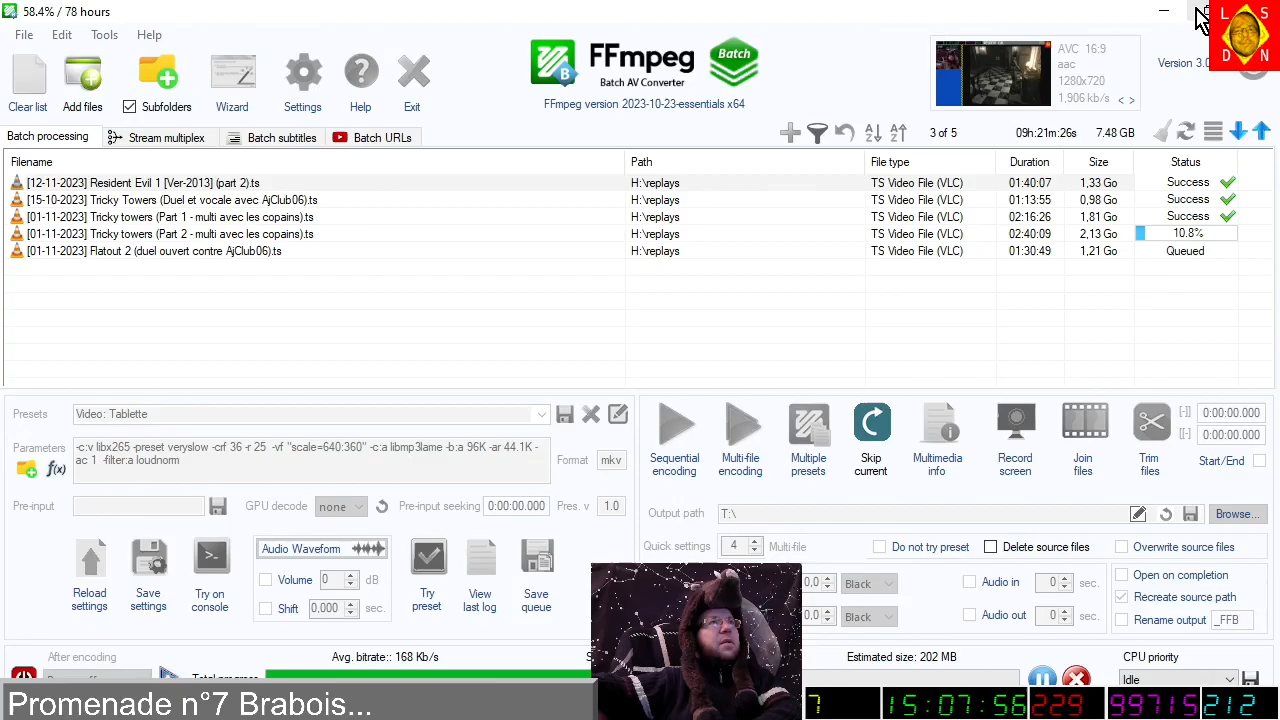 58.4% / 78 hours
L S
D N
File Edit Tools Help
Clear list Add files Subfolders Wizard Settings Help Exit
FFmpeg Batch
Batch AV Converter
FFmpeg version 2023-10-23-essentials x64
AVC 16:9
aac
1280x720
1,906 kb/s < >
Version 3.0
Batch processing Stream multiplex Batch subtitles Batch URLs
3 of 5 09h:21m:26s 7.48 GB
Filename Path File type Duration Size Status
[12-11-2023] Resident Evil 1 [Ver-2013] (part 2).ts H:\replays TS Video File (VLC) 01:40:07 1,33 Go Success
[15-10-2023] Tricky Towers (Duel et vocale avec AjClub06).ts H:\replays TS Video File (VLC) 01:13:55 0,98 Go Success
[01-11-2023] Tricky towers (Part 1 - multi avec les copains).ts H:\replays TS Video File (VLC) 02:16:26 1,81 Go Success
[01-11-2023] Tricky towers (Part 2 - multi avec les copains).ts H:\replays TS Video File (VLC) 02:40:09 2,13 Go 10.8%
[01-11-2023] Flatout 2 (duel ouvert contre AjClub06).ts H:\replays TS Video File (VLC) 01:30:49 1,21 Go Queued
Presets Video: Tablette
Parameters -c:v libx265 -preset veryslow -crf 36 -r 25 -vf "scale=640:360" -c:a libmp3lame -b:a 96K -ar 44.1K -
ac 1 -filter:a loudnorm
f(x)
Format mkv
Pre-input GPU decode none Pre-input seeking 0:00:00.000 Pres. v 1.0
Sequential encoding Multi-file encoding Multiple presets Skip current Multimedia info Record screen Join files Trim files
[-] 0:00:00.000
[-] 0:00:00.000
Start/End
Output path T:\ Browse...
Quick settings 4 Multi-file Do not try preset Delete source files Overwrite source files
Reload settings Save settings Try on console
Audio Waveform
Volume 0 dB
Shift 0.000 sec.
Try preset View last log Save queue
0,0 Black Audio in 0 sec. Open on completion
Recreate source path
0,0 Black Audio out 0 sec. Rename output _FFB
After encoding Avg. bitrate:: 168 Kb/s Estimated size: 202 MB CPU priority
Total progress Idle
Promenade n°7 Brabois...
7 15:07:56 229 99715 212